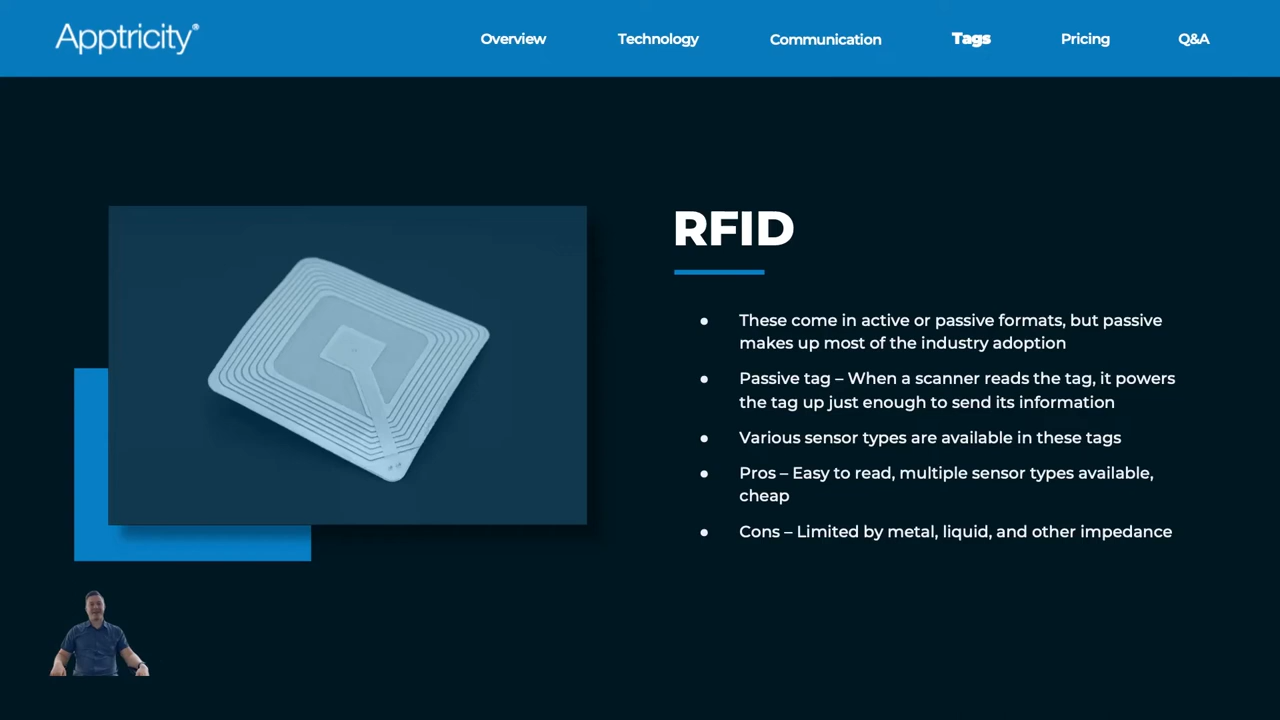 Apptricity®
Overview
Technology
Communication
Tags
Pricing
Q&A
RFID
● These come in active or passive formats, but passive
makes up most of the industry adoption
● Passive tag – When a scanner reads the tag, it powers
the tag up just enough to send its information
● Various sensor types are available in these tags
● Pros – Easy to read, multiple sensor types available,
cheap
● Cons – Limited by metal, liquid, and other impedance